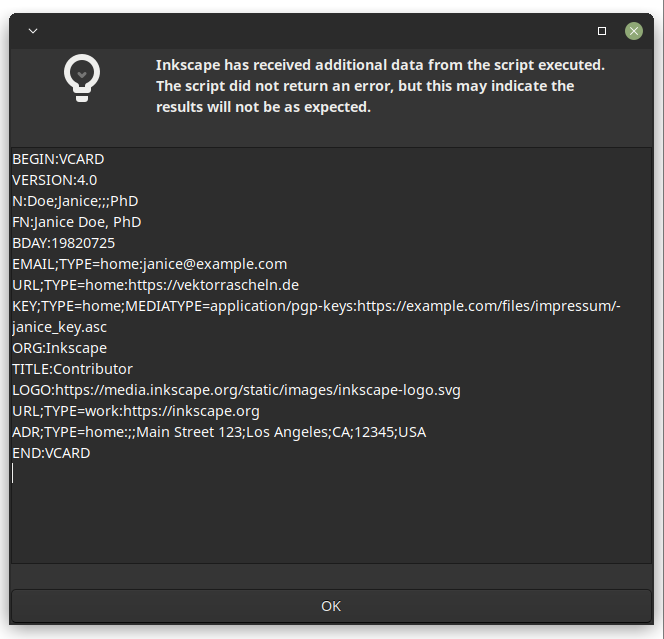 Inkscape has received additional data from the script executed.
The script did not return an error, but this may indicate the
results will not be as expected.
BEGIN:VCARD
VERSION:4.0
N:Doe;Janice;;;PhD
FN:Janice Doe, PhD
BDAY:19820725
EMAIL;TYPE=home:janice@example.com
URL;TYPE=home:https://vektorrascheln.de
KEY;TYPE=home;MEDIATYPE=application/pgp-keys:https://example.com/files/impressum/-
janice_key.asc
ORG:Inkscape
TITLE:Contributor
LOGO:https://media.inkscape.org/static/images/inkscape-logo.svg
URL;TYPE=work:https://inkscape.org
ADR;TYPE=home:;;Main Street 123;Los Angeles;CA;12345;USA
END:VCARD
OK